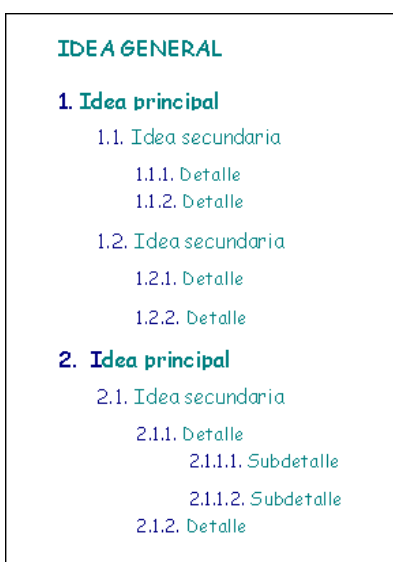 IDEA GENERAL
1. Idea principal
1.1. Idea secundaria
1.1.1. Detalle
1.1.2. Detalle
1.2. Idea secundaria
1.2.1. Detalle
1.2.2. Detalle
2. Idea principal
2.1. Idea secundaria
2.1.1. Detalle
2.1.1.1. Subdetalle
2.1.1.2. Subdetalle
2.1.2. Detalle